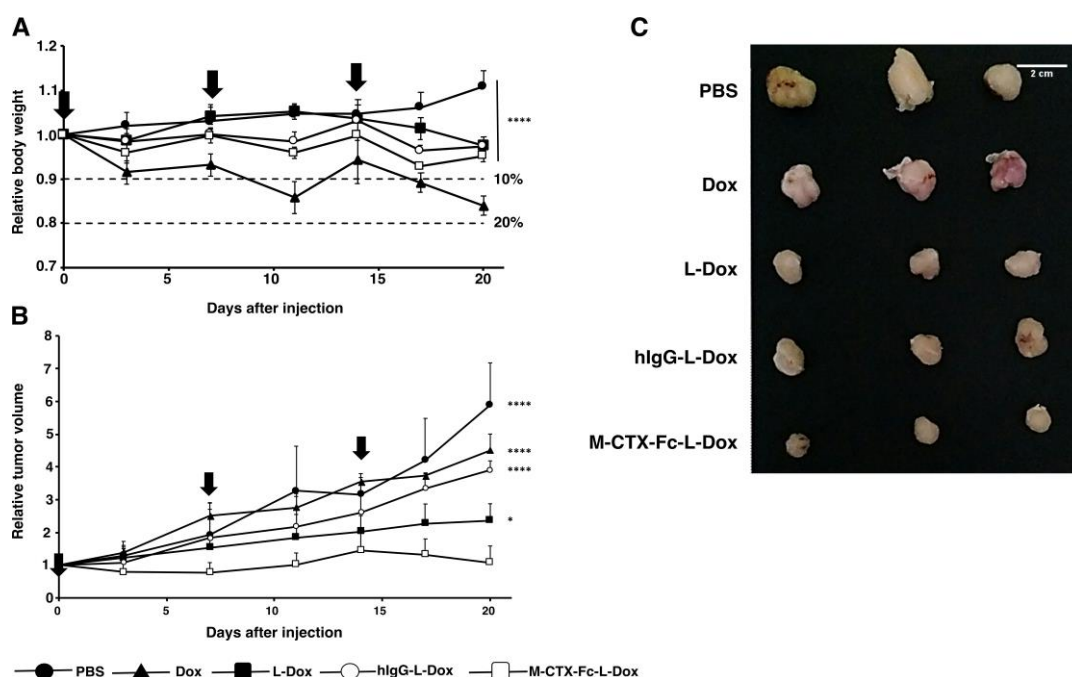 A
1.2
1.1
1.0
0.9
0.8
0.7
Relative body weight
****
10%
20%
0
5
10
15
20
Days after injection
B
8
7
6
5
4
3
2
1
0
Relative tumor volume
****
****
****
*
0
5
10
15
20
Days after injection
PBS Dox L-Dox hIgG-L-Dox M-CTX-Fc-L-Dox
C
2 cm
PBS
Dox
L-Dox
hIgG-L-Dox
M-CTX-Fc-L-Dox